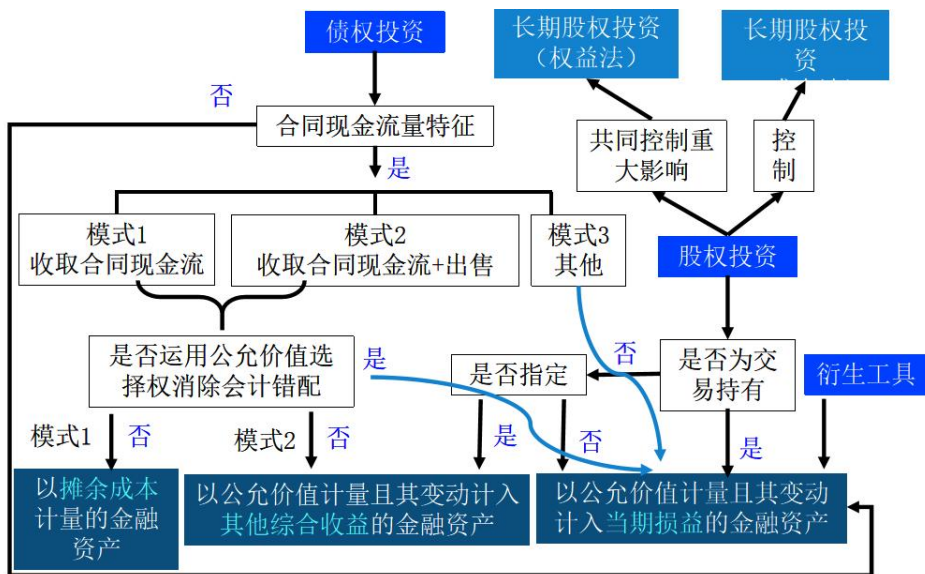 债权投资
长期股权投资
（权益法）
长期股权投
资
否
合同现金流量特征
共同控制重
大影响
控
制
是
模式1
收取合同现金流
模式2
收取合同现金流+出售
模式3
其他
股权投资
是否运用公允价值选
择权消除会计错配
是
是否指定
否
是否为交
易持有
衍生工具
模式1
否
模式2
否
是
否
是
以摊余成本
计量的金融
资产
以公允价值计量且其变动计入
其他综合收益的金融资产
以公允价值计量且其变动
计入当期损益的金融资产